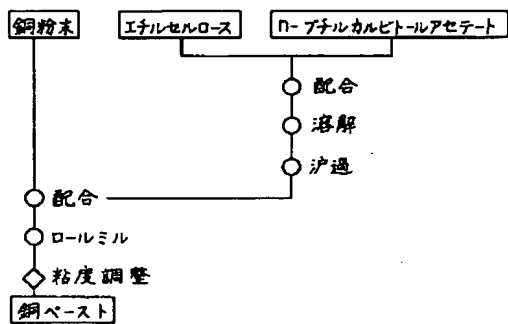 銅粉末 エチルセルロース n-ブチルカルビトールアセテート
配合
溶解
沪過
配合
ロールミル
粘度調整
銅ペースト